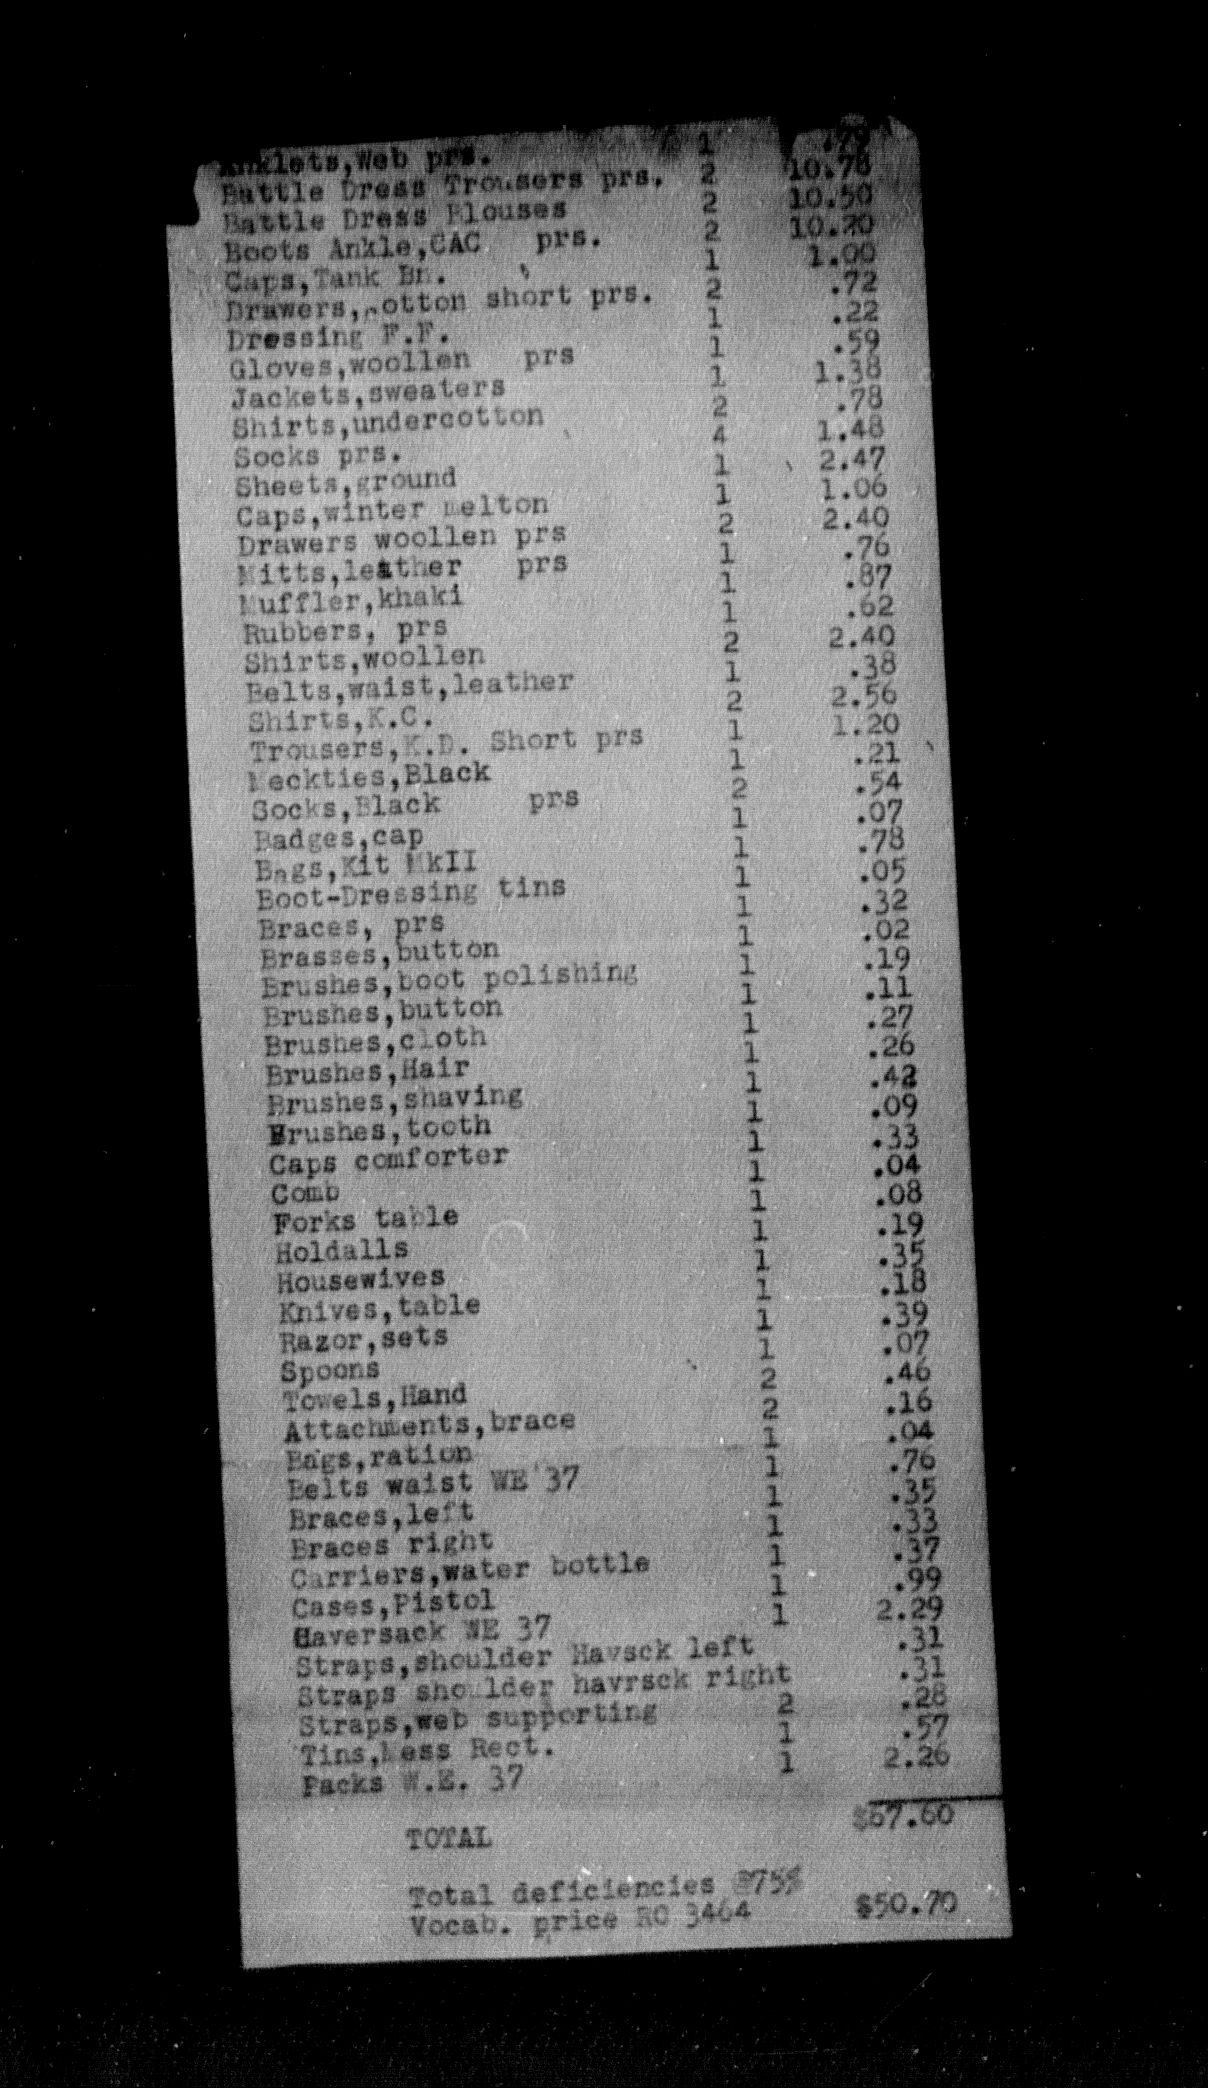 Anklets,Web prs. 1 .79
Battle Dress Trousers prs. 2 10.78
Battle Dress Blouses 2 10.50
Boots Ankle,CAC prs. 2 10.20
Caps,Tank Bn. 1 1.00
Drawers,cotton short prs. 2 .72
Dressing F.F. 1 .22
Gloves,woollen prs 1 .59
Jackets,sweaters 1 1.38
Shirts,undercotton 2 .78
Socks prs. 4 1.48
Sheets,ground 1 2.47
Caps,winter melton 1 1.06
Drawers woollen prs 2 2.40
Mitts,leather prs 1 .76
Muffler,khaki 1 .87
Rubbers, prs 1 .62
Shirts,woollen 2 2.40
Belts,waist,leather 1 .38
Shirts,K.C. 2 2.56
Trousers,K.D. Short prs 1 1.20
Neckties,Black 1 .21
Socks,Black prs 2 .54
Badges,cap 1 .07
Bags,Kit MkII 1 .78
Boot-Dressing tins 1 .05
Braces, prs 1 .32
Brasses,button 1 .02
Brushes,boot polishing 1 .19
Brushes,button 1 .11
Brushes,cloth 1 .27
Brushes,Hair 1 .26
Brushes,shaving 1 .42
Brushes,tooth 1 .09
Caps comforter 1 .33
Comb 1 .04
Forks table 1 .08
Holdalls 1 .19
Housewives 1 .35
Knives,table 1 .18
Razor,sets 1 .39
Spoons 1 .07
Towels,Hand 2 .46
Attachments,brace 2 .16
Bags,ration 1 .04
Belts waist WE'37 1 .76
Braces,left 1 .35
Braces right 1 .33
Carriers,water bottle 1 .37
Cases,Pistol 1 .99
Haversack WE 37 1 2.29
Straps,shoulder Havsck left .31
Straps shoulder havrsck right .31
Straps,web supporting 2 .28
Tins,Mess Rect. 1 .57
Packs W.E. 37 1 2.26
TOTAL $67.60
Total deficiencies @75%
Vocab. price RO 3464 $50.70